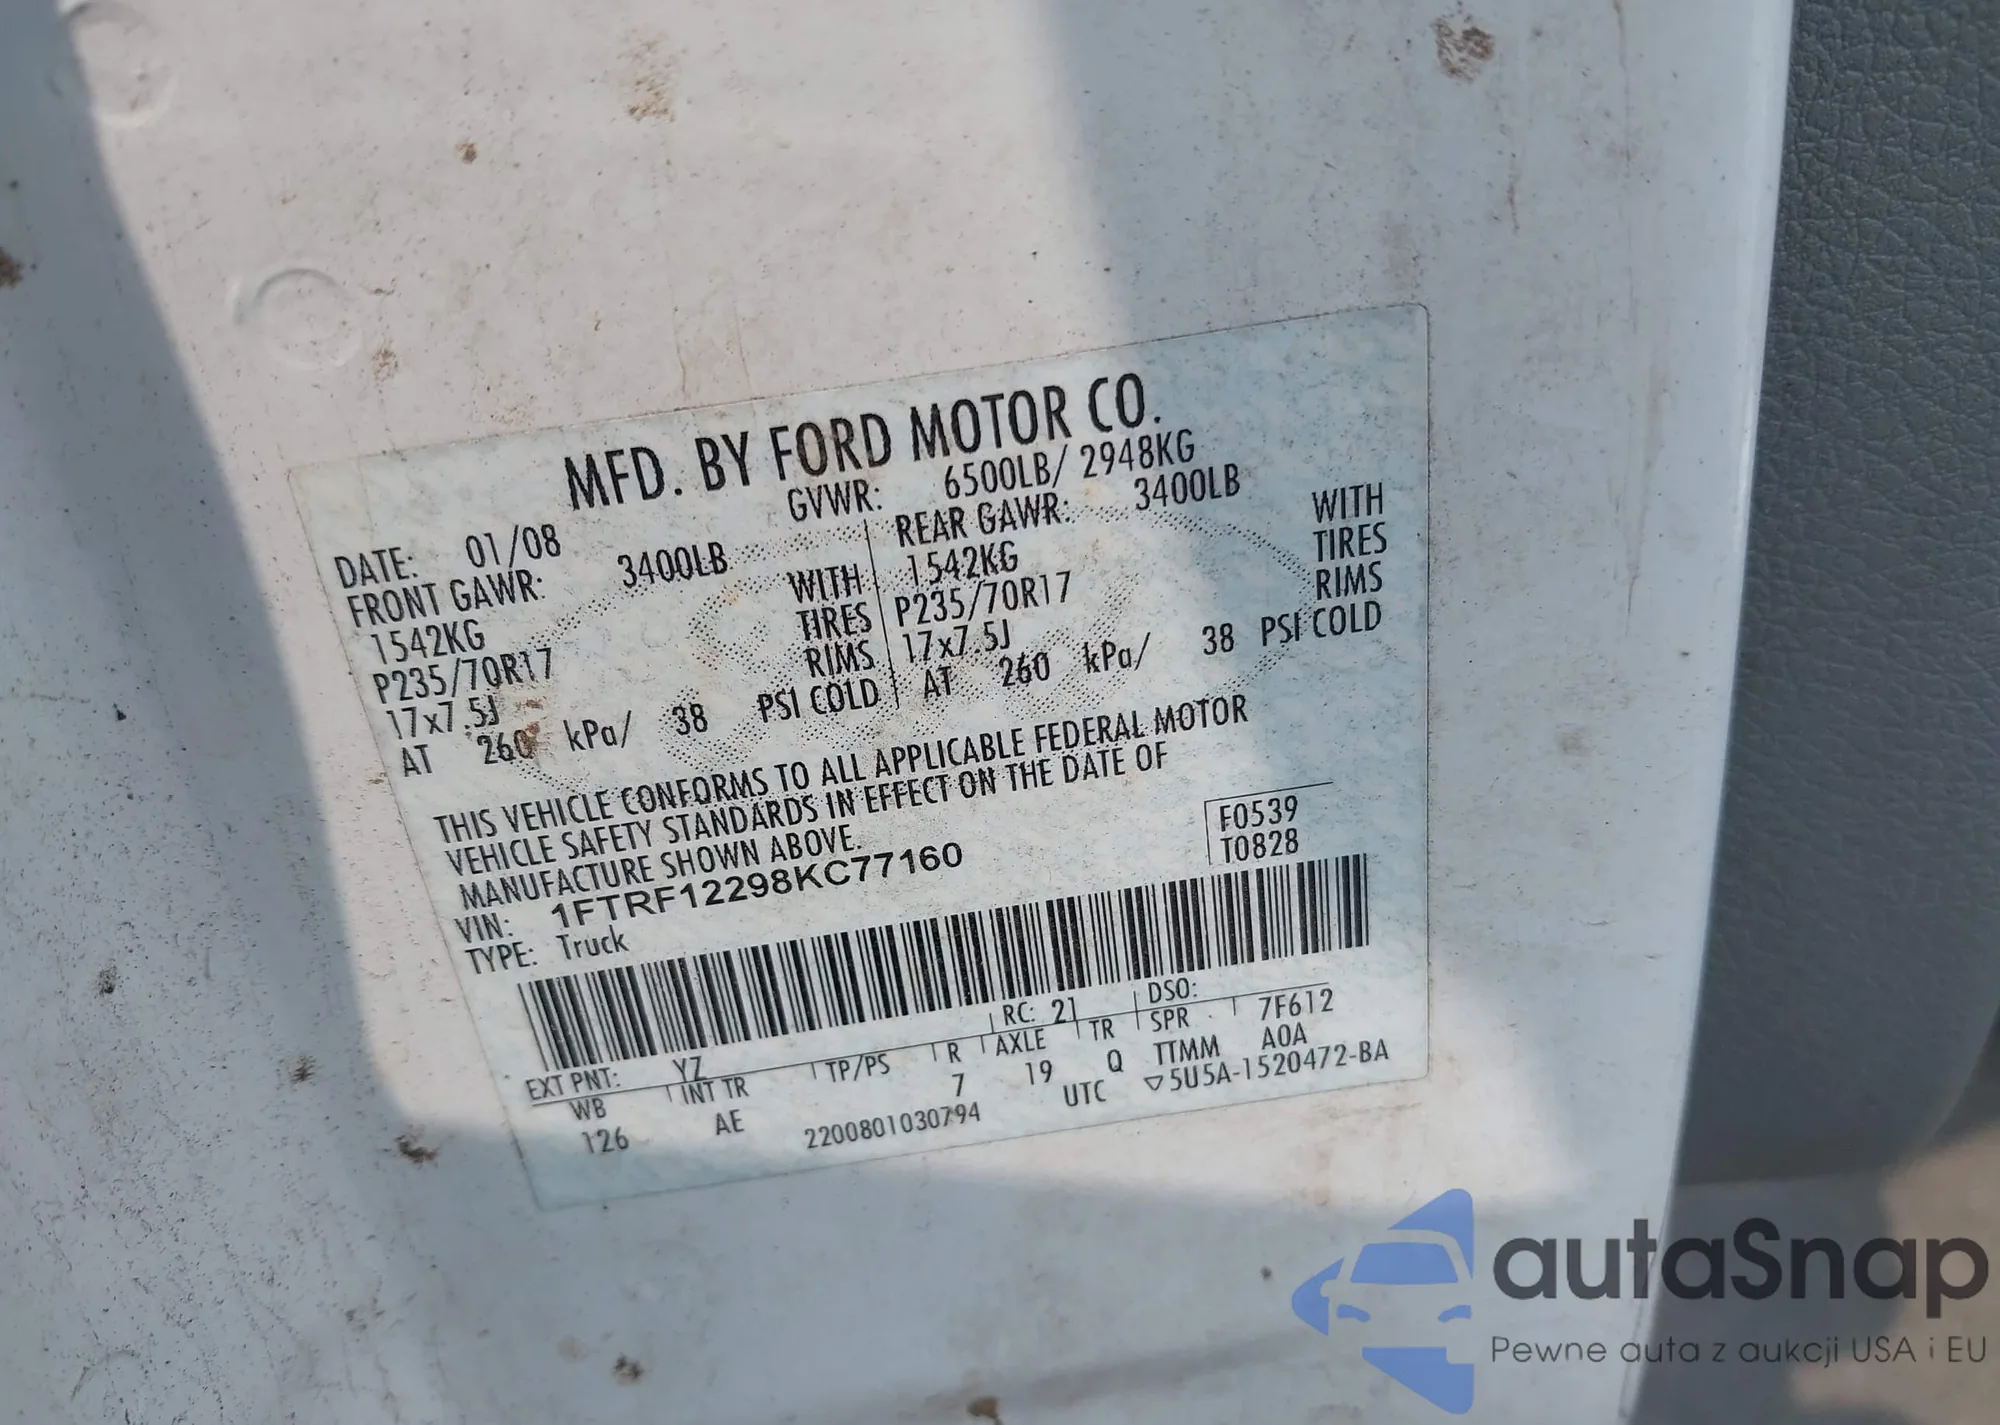 MFD. BY FORD MOTOR CO.
DATE: 01/08 GVWR: 6500LB/ 2948KG
FRONT GAWR: 3400LB REAR GAWR: 3400LB
1542KG WITH 1542KG WITH
P235/70R17 TIRES P235/70R17 TIRES
17x7.5J RIMS 17x7.5J RIMS
AT 260 kPa/ 38 PSI COLD AT 260 kPa/ 38 PSI COLD
THIS VEHICLE CONFORMS TO ALL APPLICABLE FEDERAL MOTOR
VEHICLE SAFETY STANDARDS IN EFFECT ON THE DATE OF
MANUFACTURE SHOWN ABOVE.
VIN: 1FTRF12298KC77160 F0539
TYPE: Truck T0828
EXT PNT: YZ RC: 21 DSO:
WB INT TR TP/PS R AXLE TR SPR 7F612
126 AE 7 19 Q TTMM A0A
2200801030794 UTC ▽5U5A-1520472-BA
autaSnap
Pewne auta z aukcji USA i EU